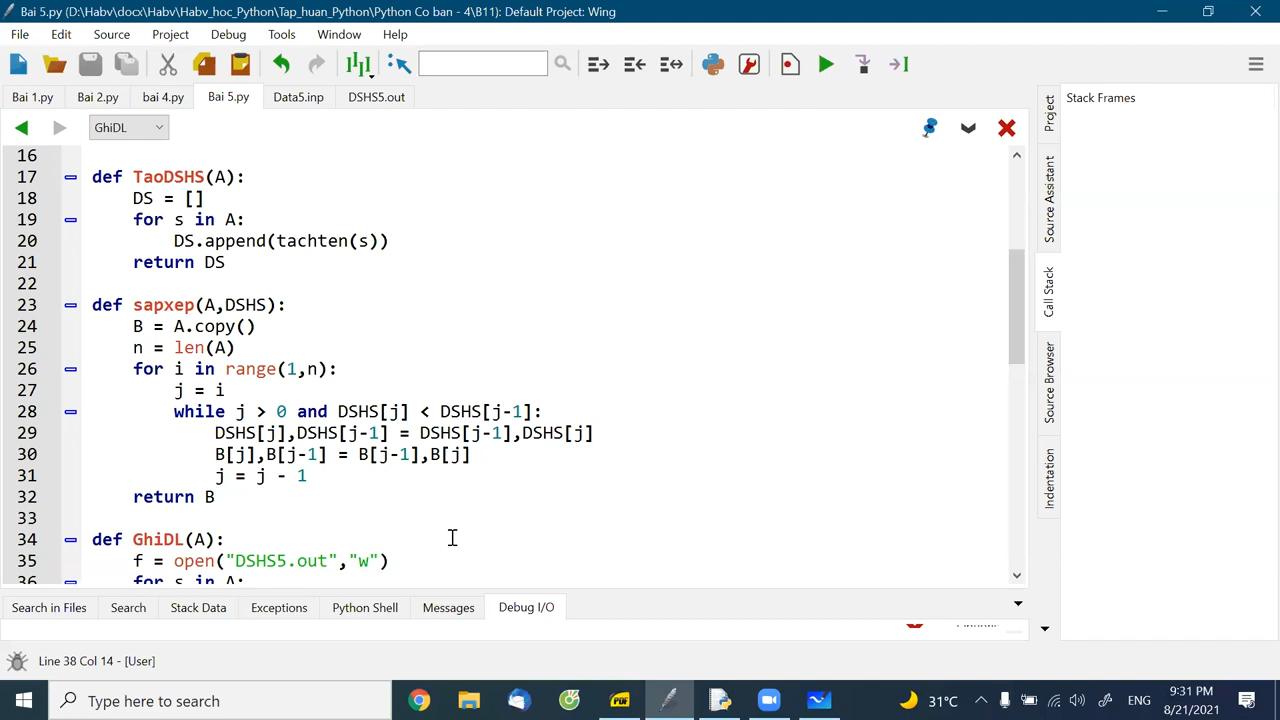 Bai 5.py (D:\Habv\docx\Habv\Habv_hoc_Python\Tap_huan_Python\Python Co ban - 4\B11): Default Project: Wing
File Edit Source Project Debug Tools Window Help
Bai 1.py Bai 2.py bai 4.py Bai 5.py Data5.inp DSHS5.out
Stack Frames
GhiDL
16
17 def TaoDSHS(A):
18 DS = []
19 for s in A:
20 DS.append(tachten(s))
21 return DS
22
23 def sapxep(A,DSHS):
24 B = A.copy()
25 n = len(A)
26 for i in range(1,n):
27 j = i
28 while j > 0 and DSHS[j] < DSHS[j-1]:
29 DSHS[j],DSHS[j-1] = DSHS[j-1],DSHS[j]
30 B[j],B[j-1] = B[j-1],B[j]
31 j = j - 1
32 return B
33
34 def GhiDL(A):
35 f = open("DSHS5.out","w")
36 for s in A:
Project
Source Assistant
Call Stack
Source Browser
Indentation
Search in Files Search Stack Data Exceptions Python Shell Messages Debug I/O
Line 38 Col 14 - [User]
Type here to search
31°C
ENG
9:31 PM
8/21/2021